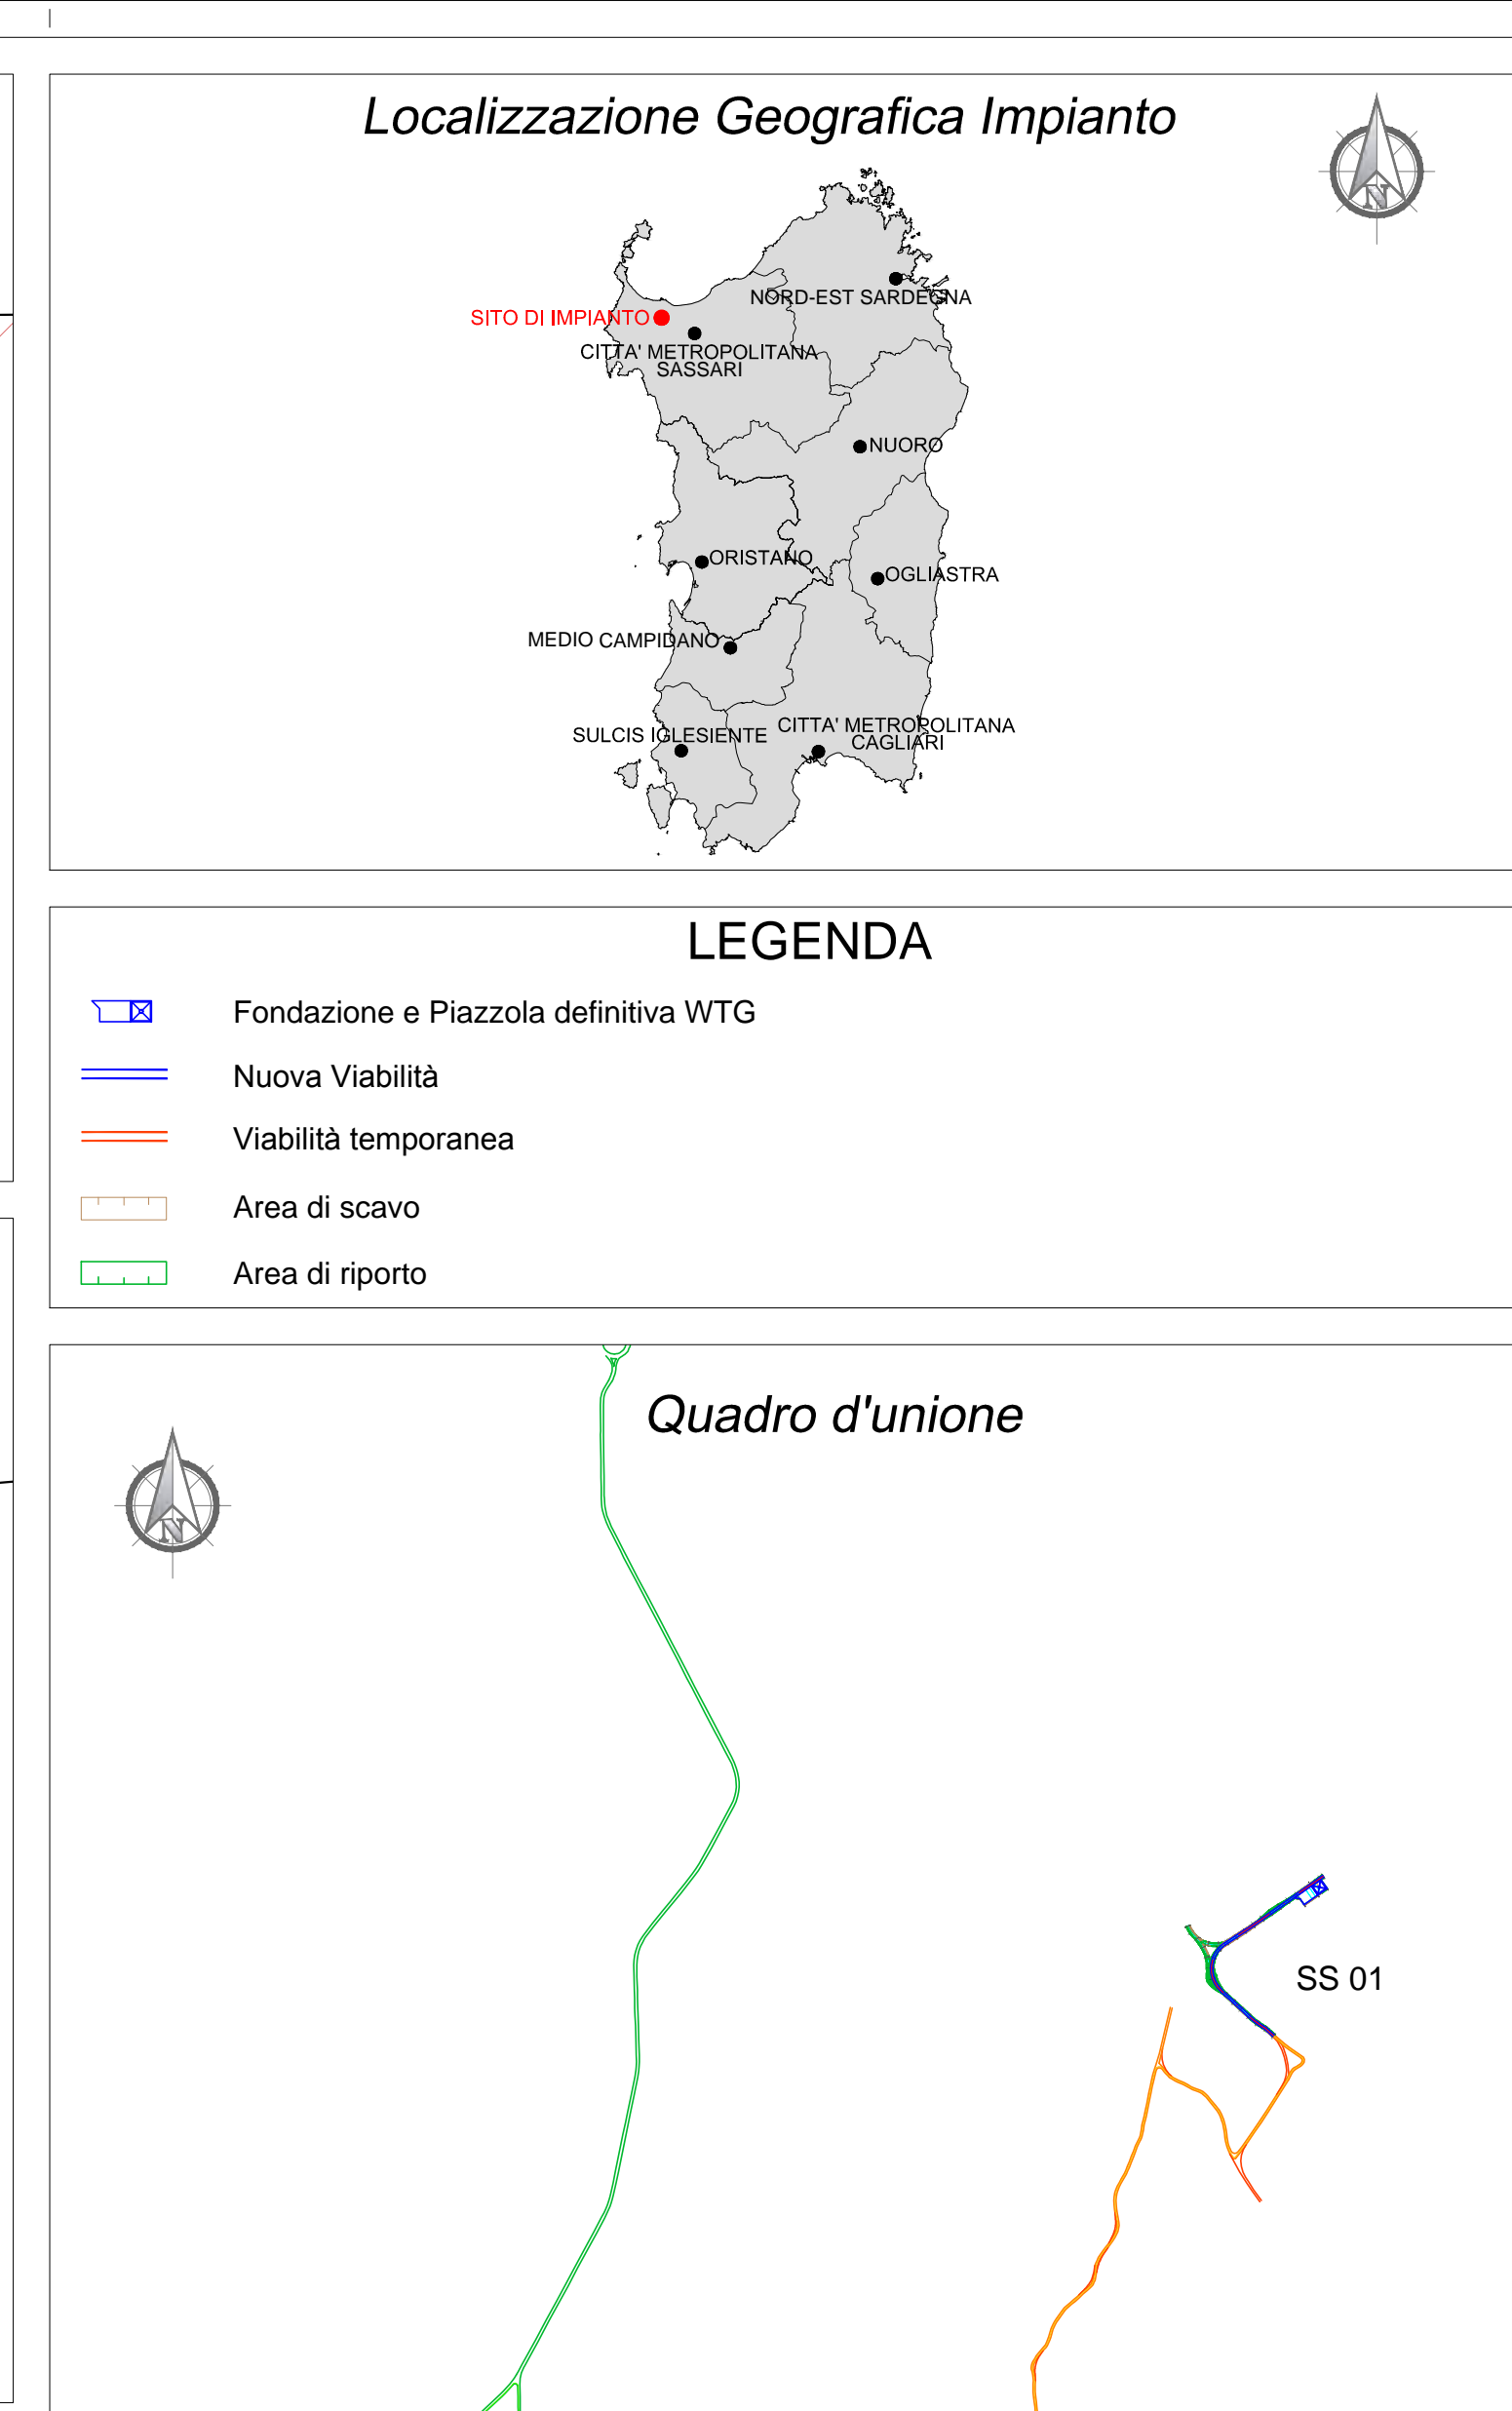 Localizzazione Geografica Impianto
N
NORD-EST SARDEGNA
SITO DI IMPIANTO
CITTA' METROPOLITANA
SASSARI
NUORO
ORISTANO
OGLIASTRA
MEDIO CAMPIDANO
SULCIS IGLESIENTE
CITTA' METROPOLITANA
CAGLIARI
LEGENDA
Fondazione e Piazzola definitiva WTG
Nuova Viabilità
Viabilità temporanea
Area di scavo
Area di riporto
Quadro d'unione
N
SS 01